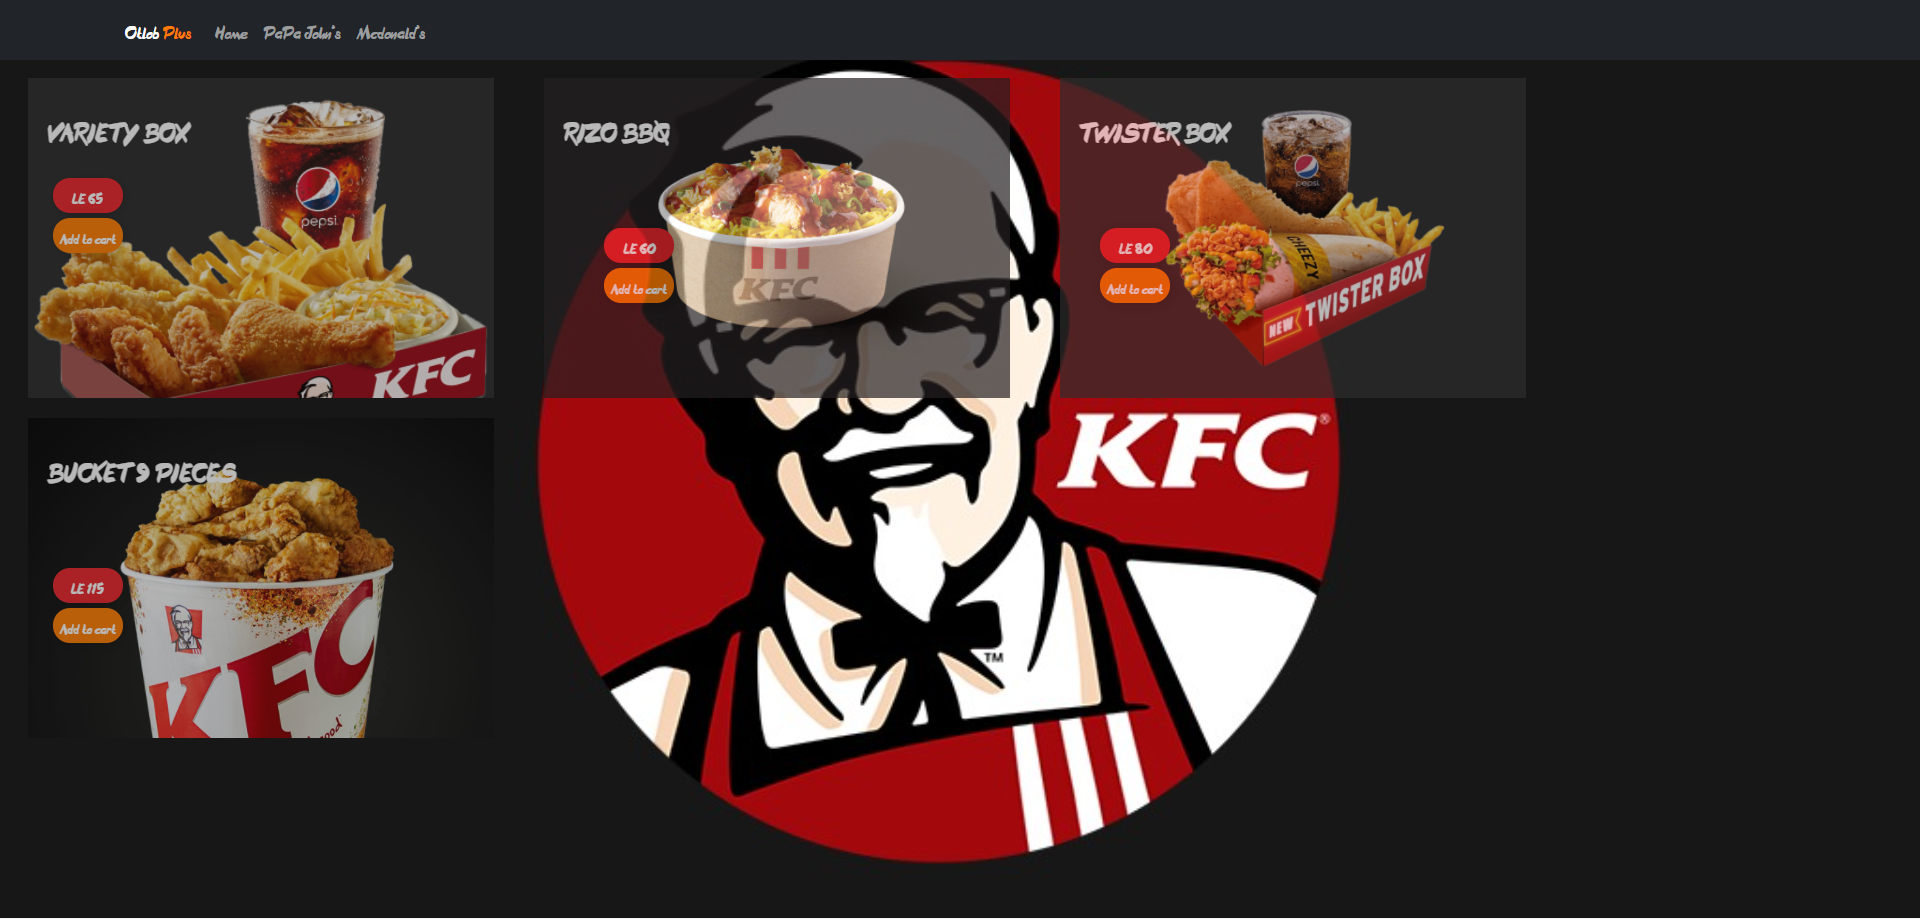 Otlob Plus Home PaPa John's Mcdonald's
VARIETY BOX
LE 65
Add to cart
pepsi
KFC
RIZO BBQ
LE 60
Add to cart
KFC
TWISTER BOX
LE 80
Add to cart
pepsi
CHEEZY
NEW TWISTER BOX
KFC®
TM
BUCKET 9 PIECES
LE 115
Add to cart
KFC
good